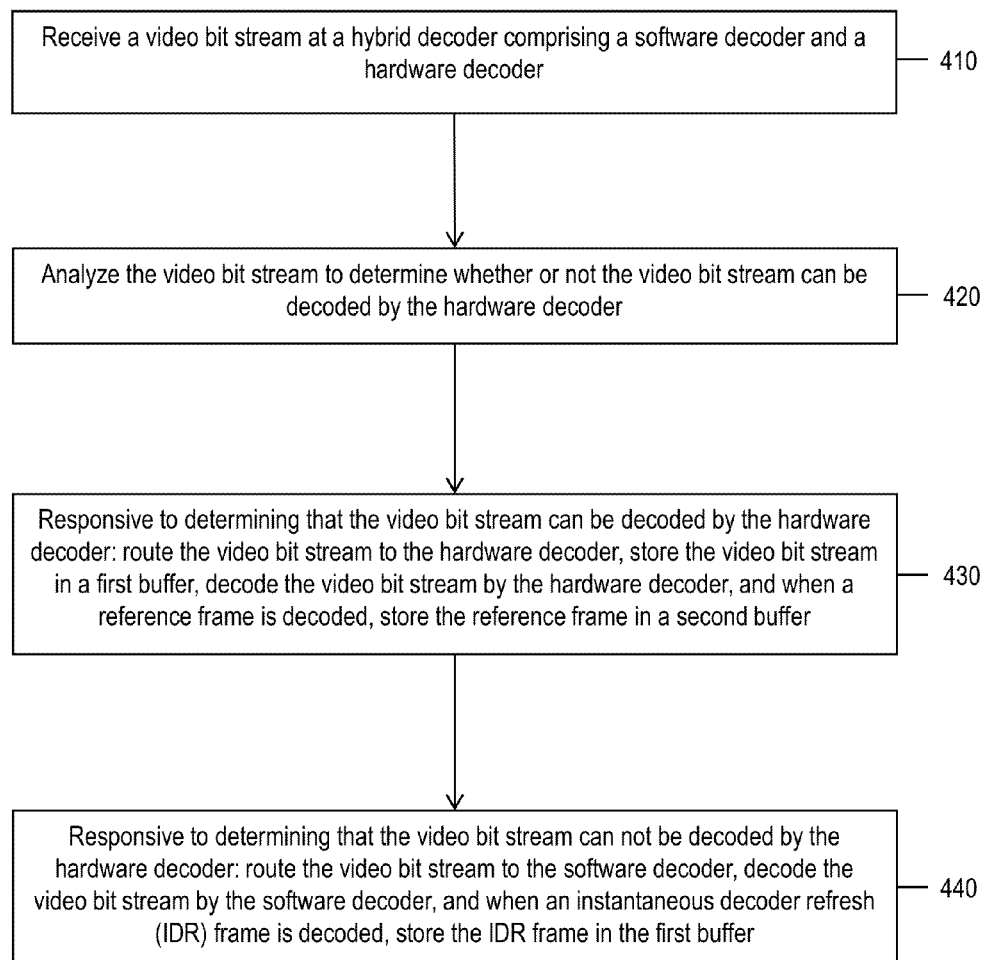 Receive a video bit stream at a hybrid decoder comprising a software decoder and a
hardware decoder
410
Analyze the video bit stream to determine whether or not the video bit stream can be
decoded by the hardware decoder
420
Responsive to determining that the video bit stream can be decoded by the hardware
decoder: route the video bit stream to the hardware decoder, store the video bit stream
in a first buffer, decode the video bit stream by the hardware decoder, and when a
reference frame is decoded, store the reference frame in a second buffer
430
Responsive to determining that the video bit stream can not be decoded by the
hardware decoder: route the video bit stream to the software decoder, decode the
video bit stream by the software decoder, and when an instantaneous decoder refresh
(IDR) frame is decoded, store the IDR frame in the first buffer
440